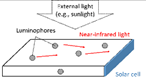 External light
(e.g., sunlight)
Luminophores
Near-infrared light
Solar cell